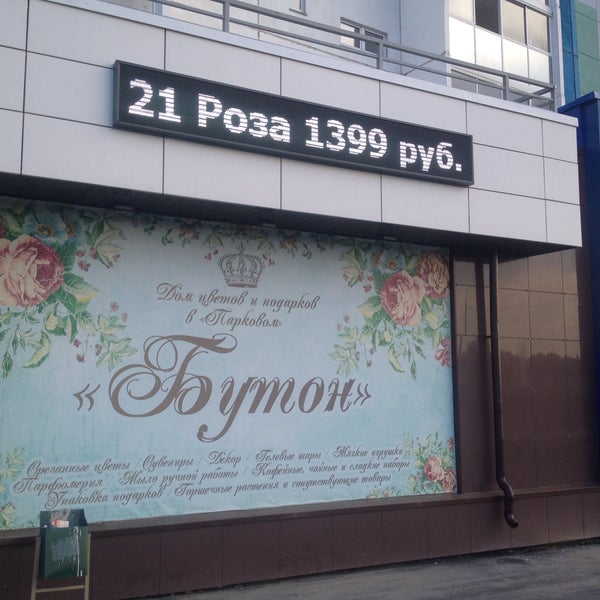 21 Роза 1399 руб.
Дом цветов и подарков
в «Парковом»
«Бутон»
Срезанные цветы / Сувениры / Декор / Гелевые шары / Мягкие игрушки
Парфюмерия / Мыло ручной работы / Кофейные, чайные и сладкие наборы
Упаковка подарков / Горшечные растения и сопутствующие товары